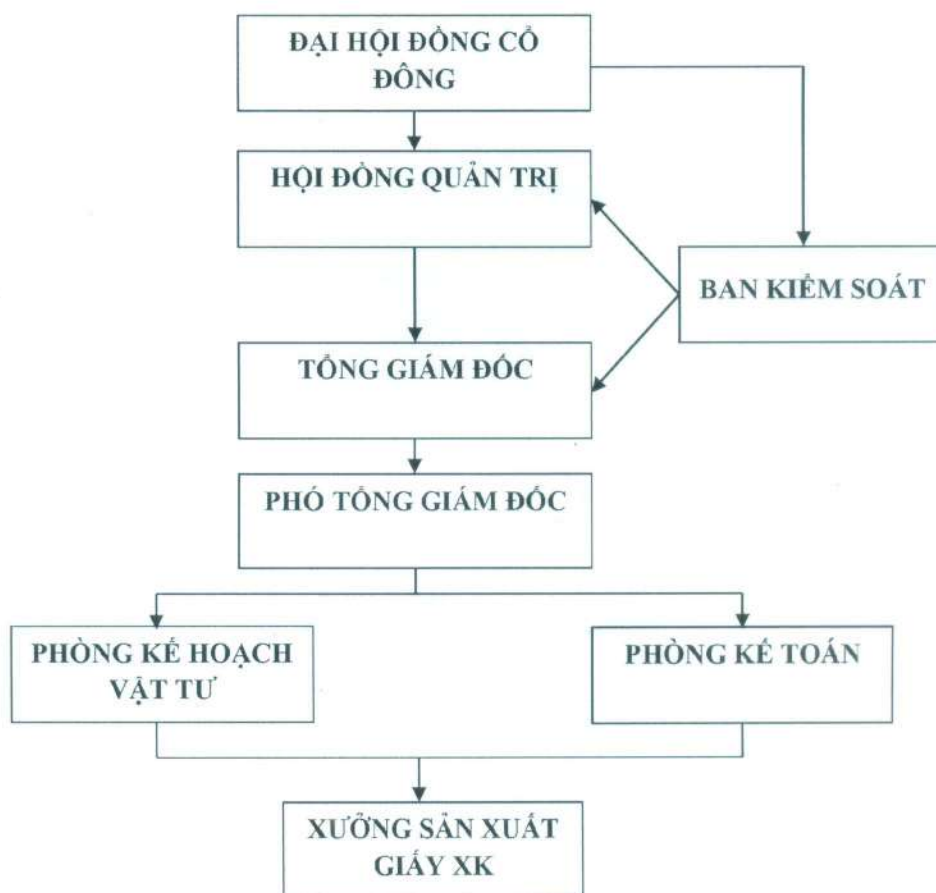 ĐẠI HỘI ĐỒNG CỔ
ĐÔNG
HỘI ĐỒNG QUẢN TRỊ
BAN KIỂM SOÁT
TỔNG GIÁM ĐỐC
PHÓ TỔNG GIÁM ĐỐC
PHÒNG KẾ HOẠCH
VẬT TƯ
PHÒNG KẾ TOÁN
XƯỞNG SẢN XUẤT
GIẤY XK